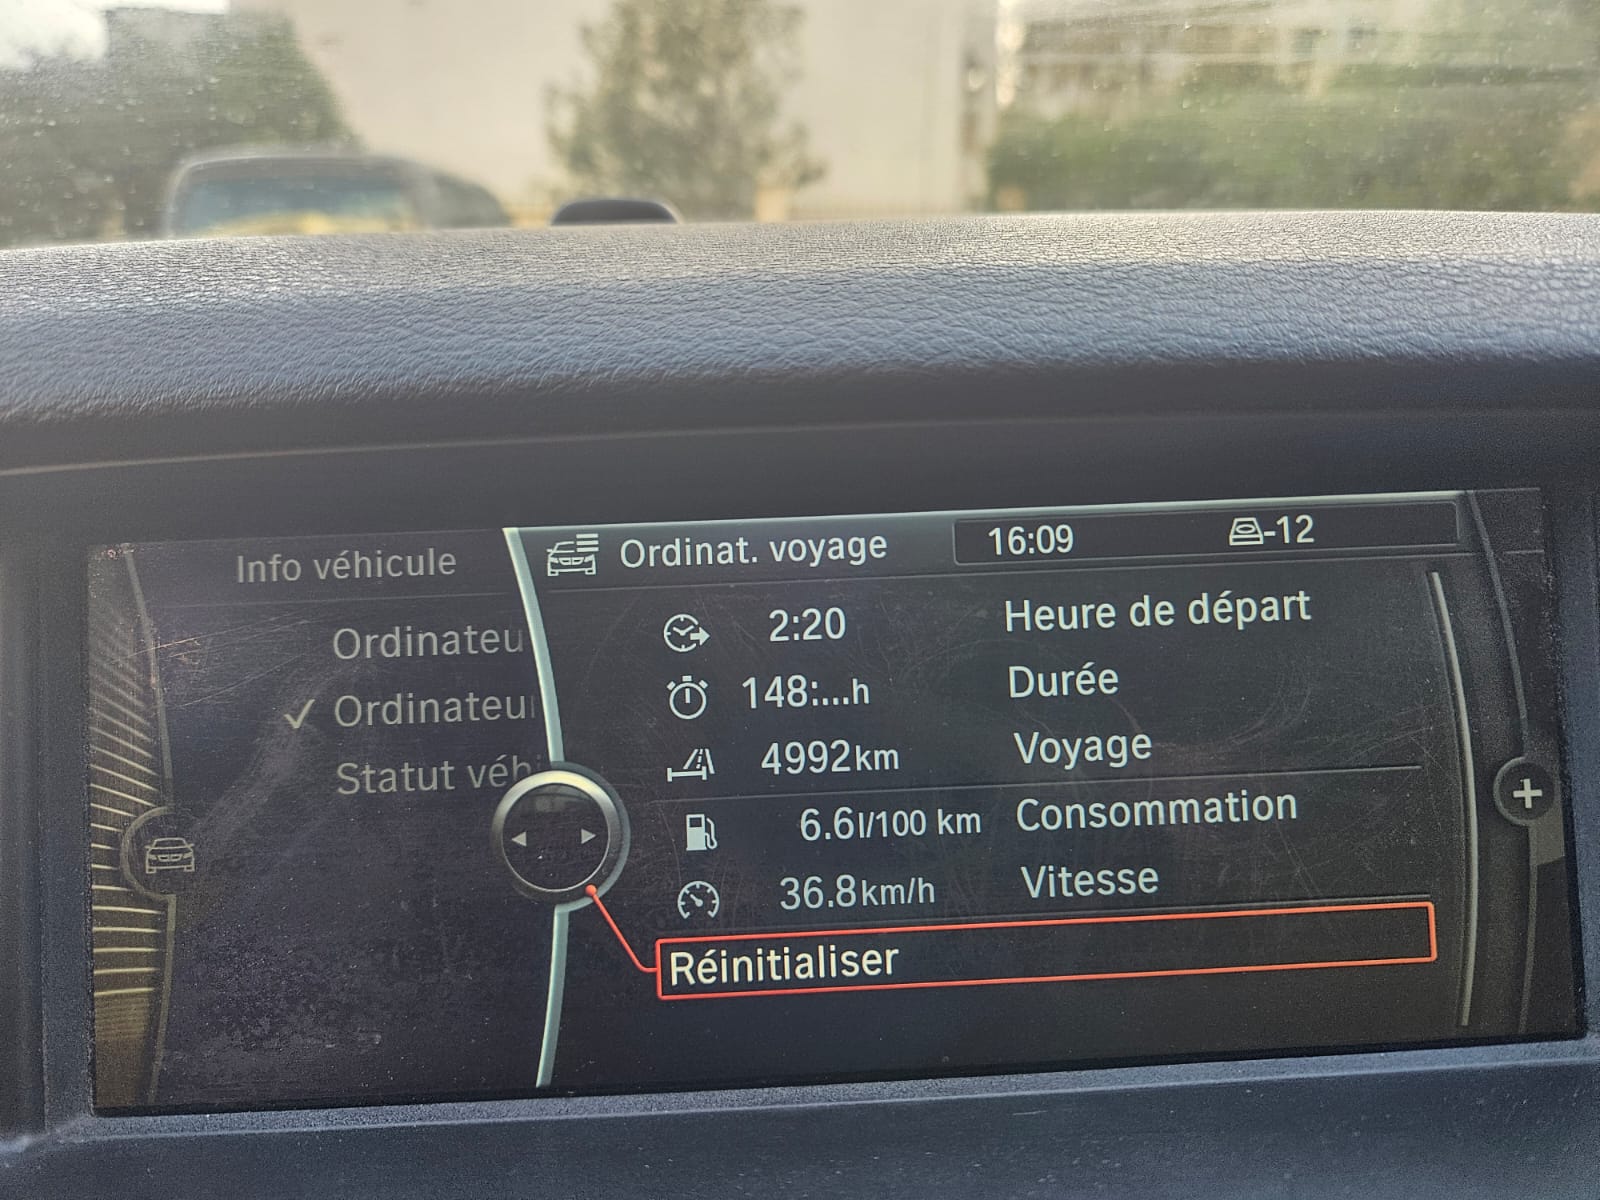 Info véhicule
Ordinateu
✓ Ordinateur
Statut véh
Ordinat. voyage
16:09
-12
2:20 Heure de départ
148:...h Durée
4992km Voyage
6.6l/100 km Consommation
36.8km/h Vitesse
Réinitialiser